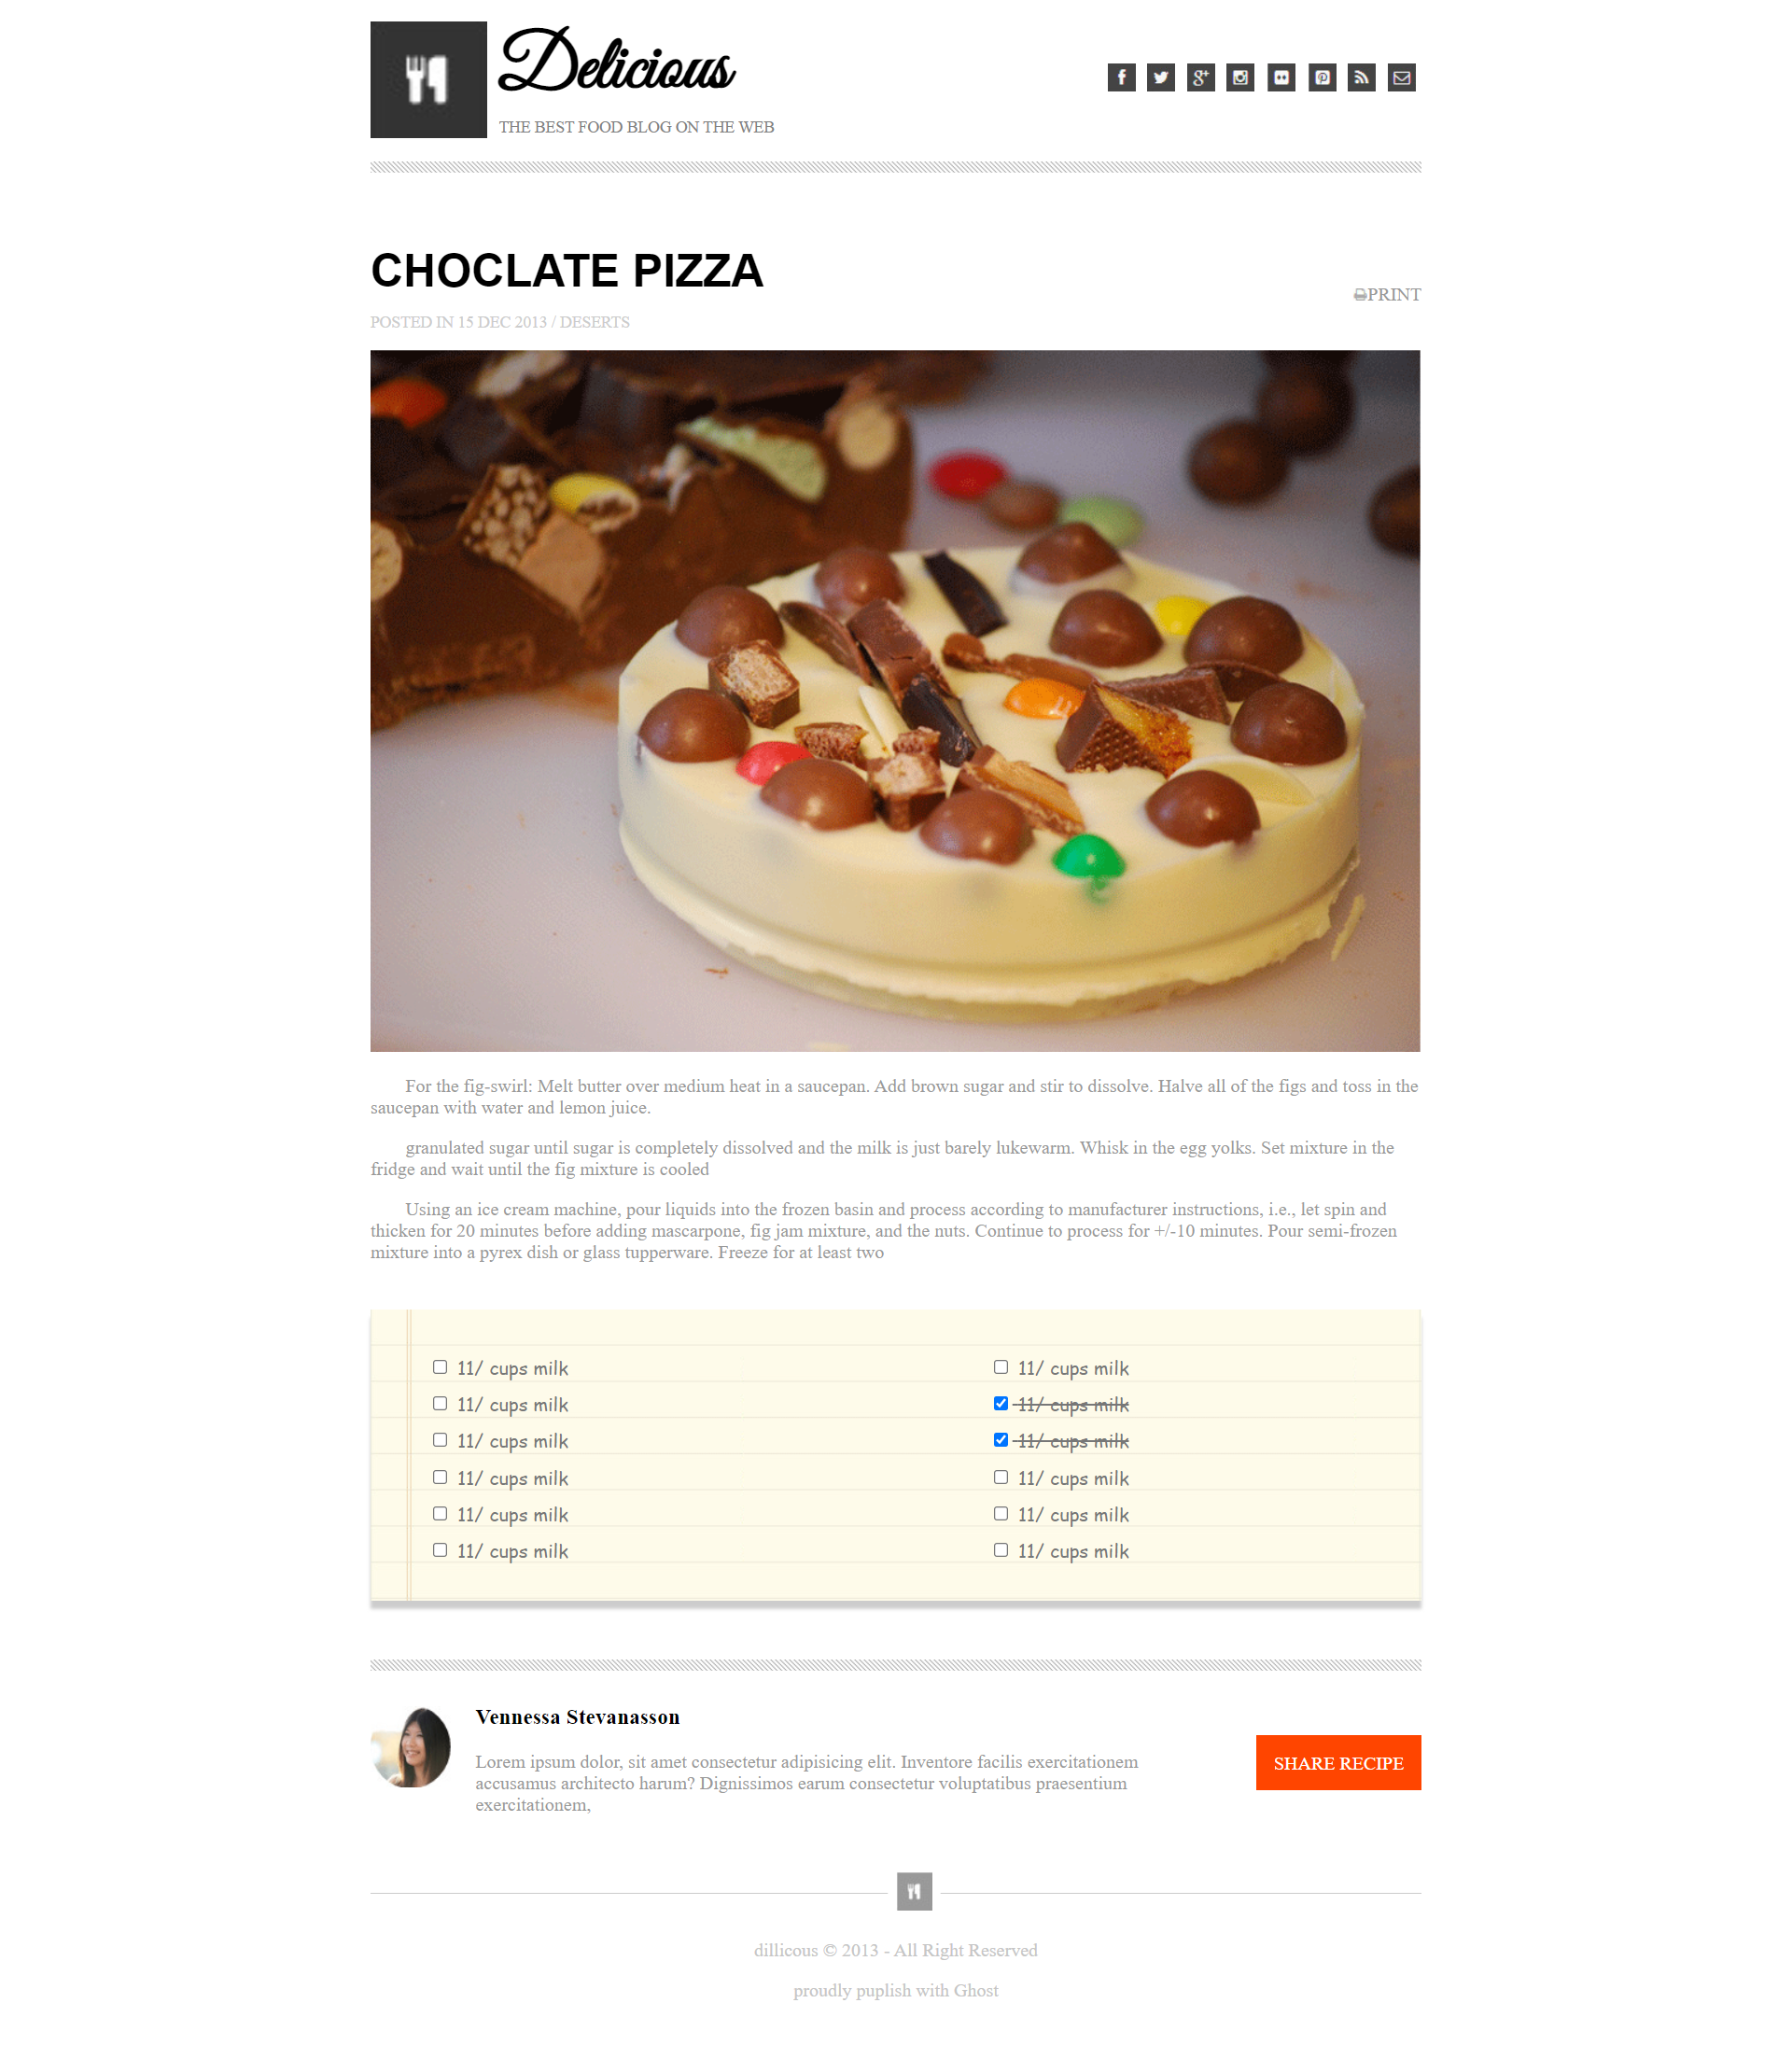 Delicious
THE BEST FOOD BLOG ON THE WEB
CHOCLATE PIZZA
PRINT
POSTED IN 15 DEC 2013 / DESERTS
For the fig-swirl: Melt butter over medium heat in a saucepan. Add brown sugar and stir to dissolve. Halve all of the figs and toss in the
saucepan with water and lemon juice.
granulated sugar until sugar is completely dissolved and the milk is just barely lukewarm. Whisk in the egg yolks. Set mixture in the
fridge and wait until the fig mixture is cooled
Using an ice cream machine, pour liquids into the frozen basin and process according to manufacturer instructions, i.e., let spin and
thicken for 20 minutes before adding mascarpone, fig jam mixture, and the nuts. Continue to process for +/-10 minutes. Pour semi-frozen
mixture into a pyrex dish or glass tupperware. Freeze for at least two
11/ cups milk
11/ cups milk
11/ cups milk
11/ cups milk
11/ cups milk
11/ cups milk
11/ cups milk
11/ cups milk
11/ cups milk
11/ cups milk
11/ cups milk
11/ cups milk
Vennessa Stevanasson
Lorem ipsum dolor, sit amet consectetur adipisicing elit. Inventore facilis exercitationem
accusamus architecto harum? Dignissimos earum consectetur voluptatibus praesentium
exercitationem,
SHARE RECIPE
dillicous © 2013 - All Right Reserved
proudly puplish with Ghost